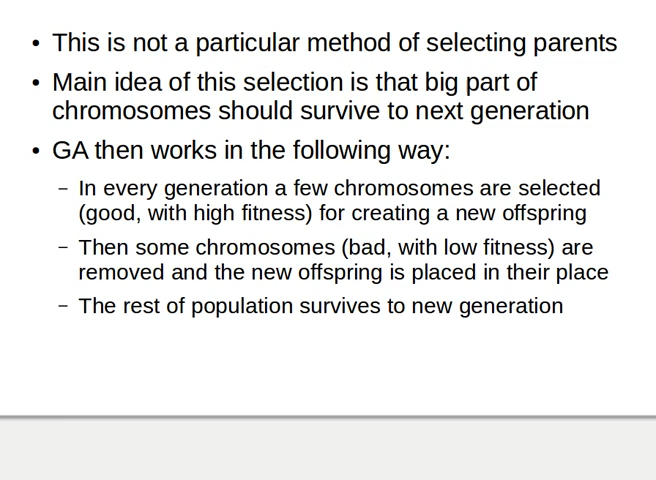 • This is not a particular method of selecting parents
• Main idea of this selection is that big part of
chromosomes should survive to next generation
• GA then works in the following way:
– In every generation a few chromosomes are selected
(good, with high fitness) for creating a new offspring
– Then some chromosomes (bad, with low fitness) are
removed and the new offspring is placed in their place
– The rest of population survives to new generation